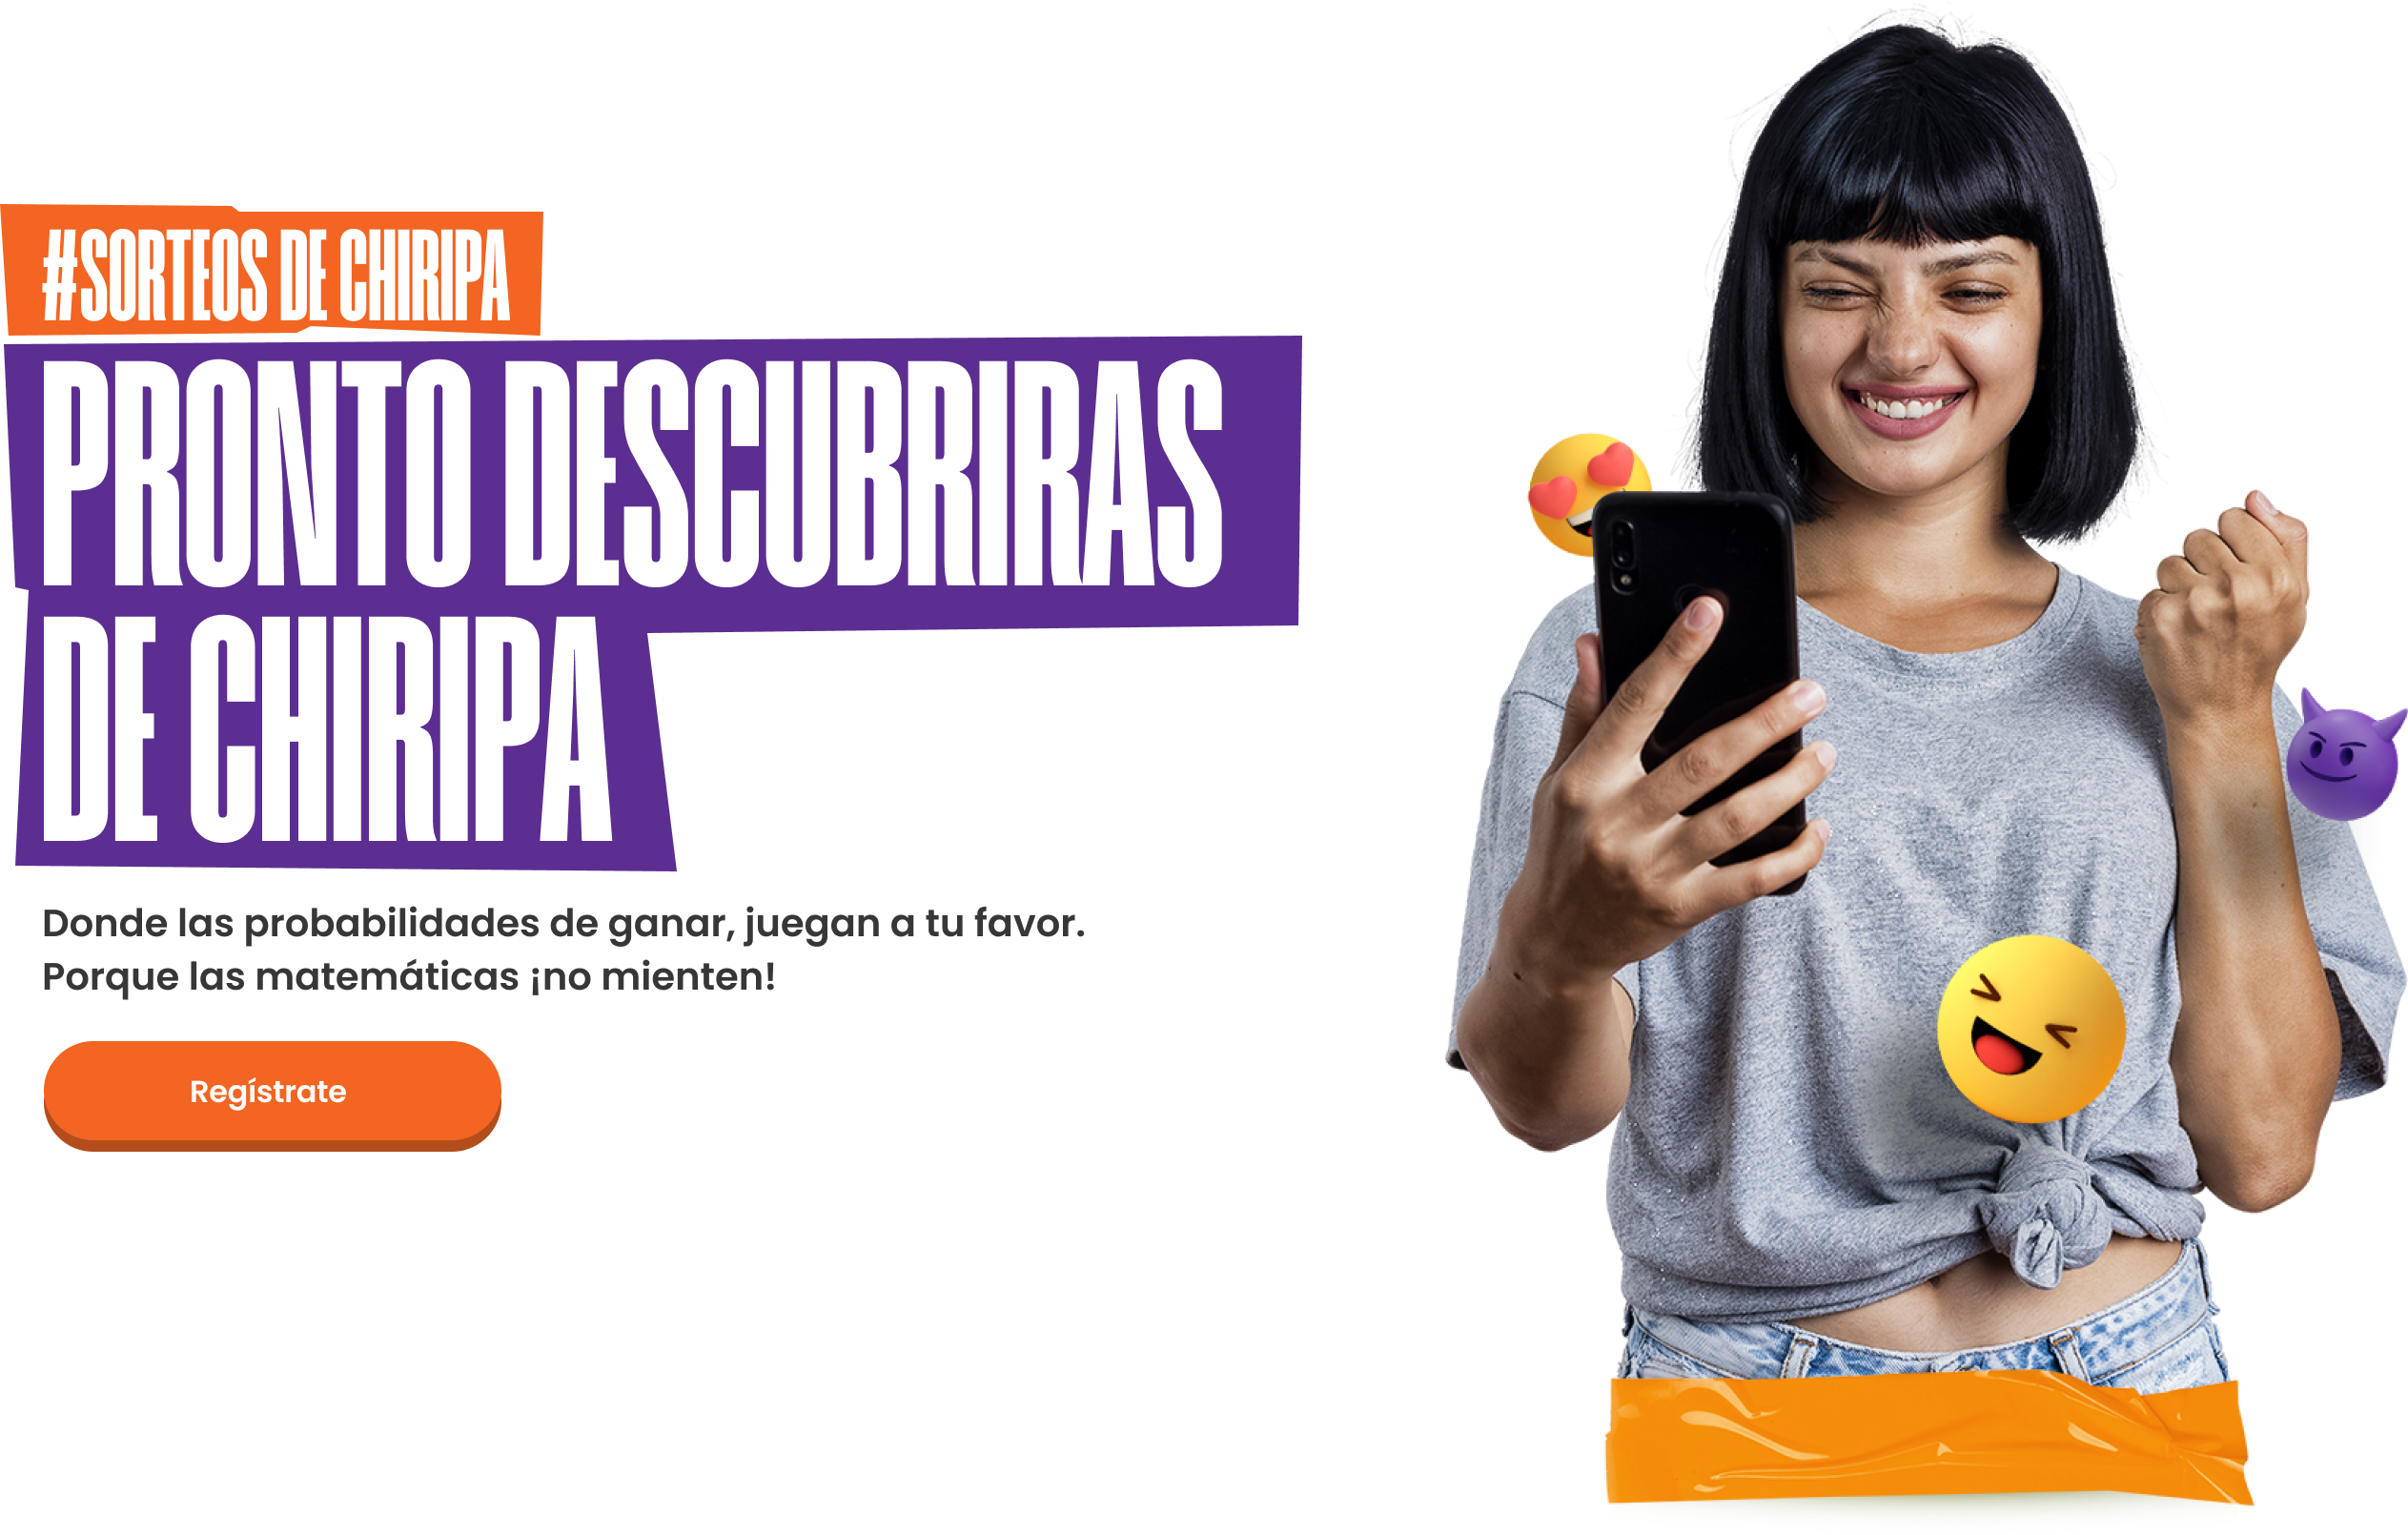 #SORTEOS DE CHIRIPA
PRONTO DESCUBRIRAS
DE CHIRIPA
Donde las probabilidades de ganar, juegan a tu favor.
Porque las matemáticas ¡no mienten!
Regístrate